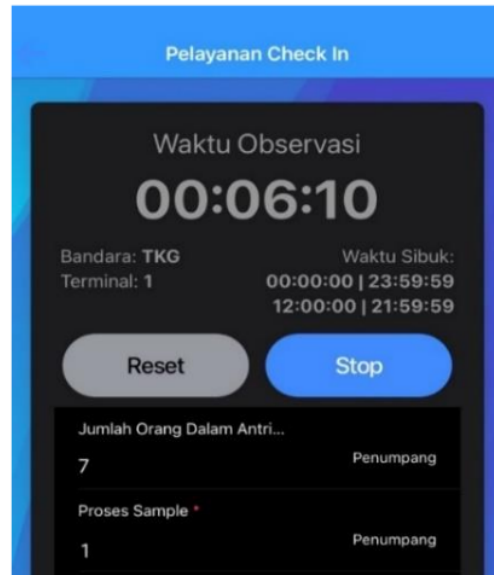 Pelayanan Check In
Waktu Observasi
00:06:10
Bandara: TKG
Terminal: 1
Waktu Sibuk:
00:00:00 | 23:59:59
12:00:00 | 21:59:59
Reset
Stop
Jumlah Orang Dalam Antri...
7
Penumpang
Proses Sample *
1
Penumpang